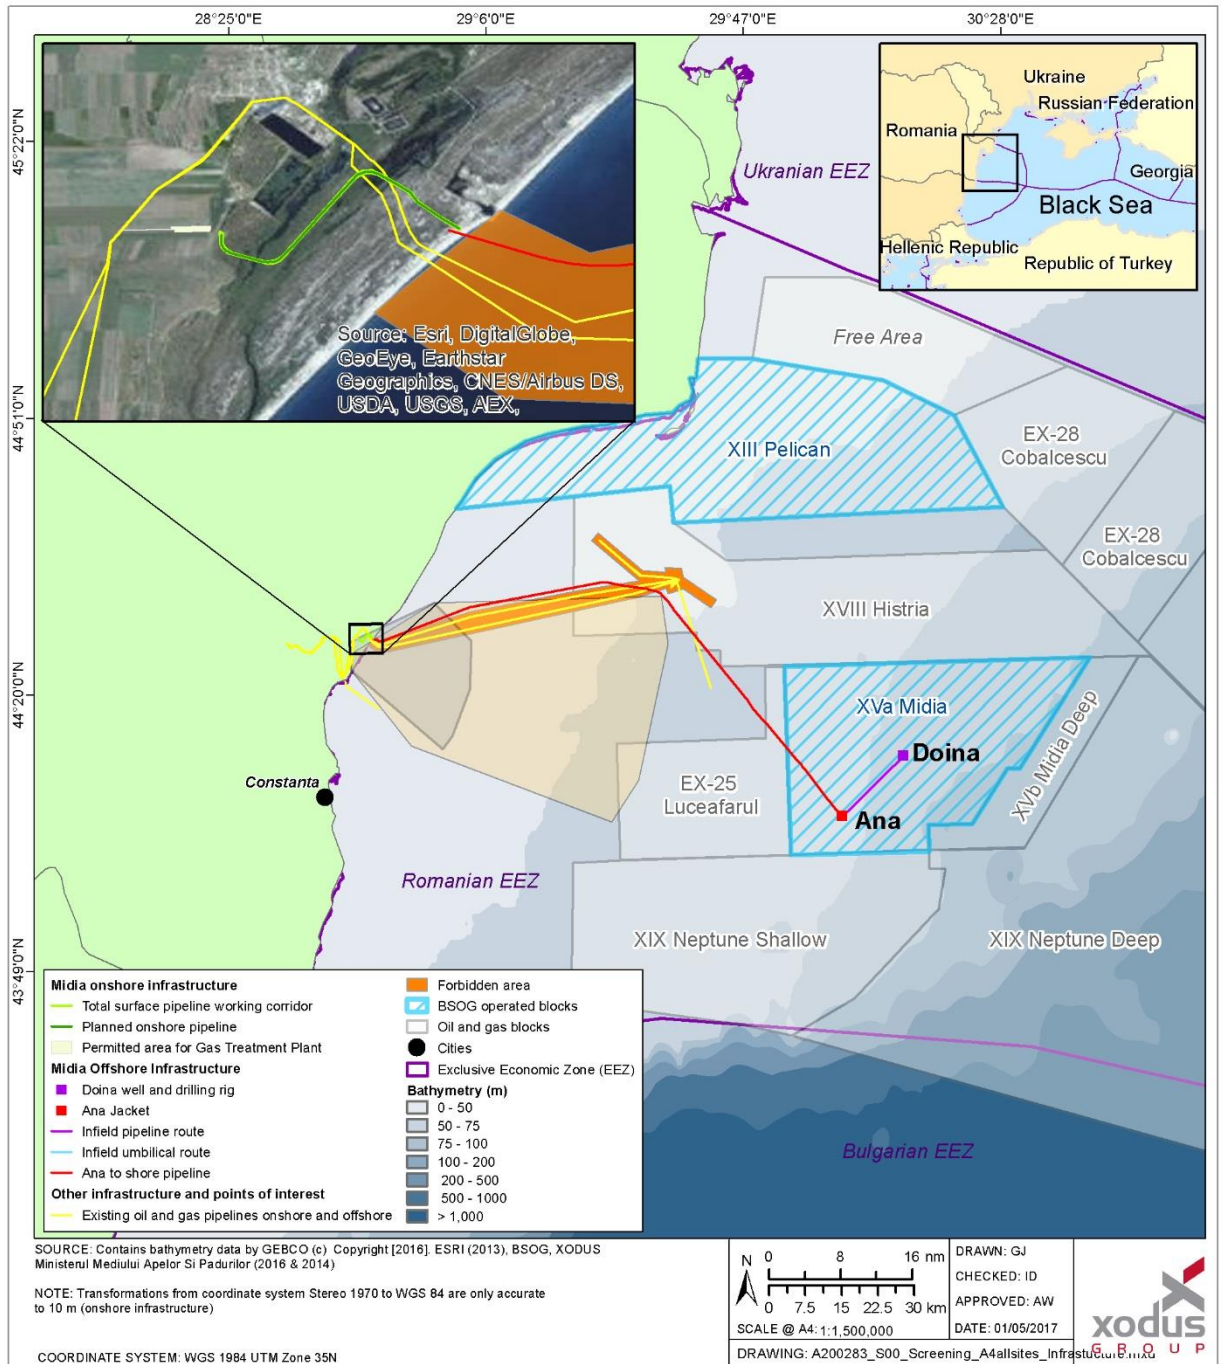 28°25'0"E
29°6'0"E
29°47'0"E
30°28'0"E
45°22'0"N
44°51'0"N
44°20'0"N
43°49'0"N
Source: Esri, DigitalGlobe,
GeoEye, Earthstar
Geographics, CNES/Airbus DS,
USDA, USGS, AEX,
Ukraine
Russian Federation
Romania
Georgia
Black Sea
Hellenic Republic
Republic of Turkey
Ukranian EEZ
Free Area
EX-28
Cobalcescu
XIII Pelican
EX-28
Cobalcescu
XVIII Histria
XVa Midia
Doina
XVb Midia Deep
EX-25
Luceafarul
Ana
Constanta
Romanian EEZ
XIX Neptune Shallow
XIX Neptune Deep
Bulgarian EEZ
Midia onshore infrastructure
Total surface pipeline working corridor
Planned onshore pipeline
Permitted area for Gas Treatment Plant
Midia Offshore Infrastructure
Doina well and drilling rig
Ana Jacket
Infield pipeline route
Infield umbilical route
Ana to shore pipeline
Other infrastructure and points of interest
Existing oil and gas pipelines onshore and offshore
Forbidden area
BSOG operated blocks
Oil and gas blocks
Cities
Exclusive Economic Zone (EEZ)
Bathymetry (m)
0 - 50
50 - 75
75 - 100
100 - 200
200 - 500
500 - 1000
> 1,000
SOURCE: Contains bathymetry data by GEBCO (c) Copyright [2016]. ESRI (2013), BSOG, XODUS
Ministerul Mediului Apelor Si Padurilor (2016 & 2014)
NOTE: Transformations from coordinate system Stereo 1970 to WGS 84 are only accurate
to 10 m (onshore infrastructure)
COORDINATE SYSTEM: WGS 1984 UTM Zone 35N
N
0 8 16 nm
0 7.5 15 22.5 30 km
SCALE @ A4: 1:1,500,000
DRAWN: GJ
CHECKED: ID
APPROVED: AW
DATE: 01/05/2017
DRAWING: A200283_S00_Screening_A4allsites_Infrastucture.mxd
xodus
GROUP